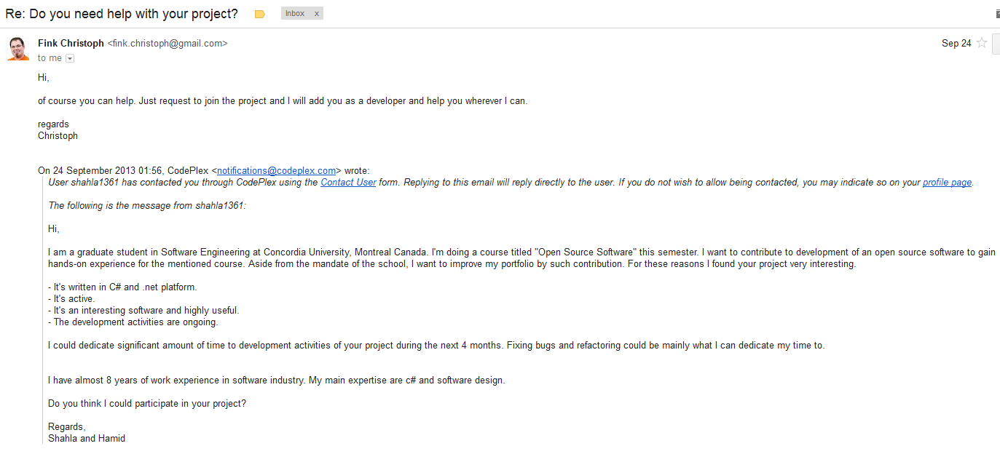 Re: Do you need help with your project? Inbox x
Fink Christoph <fink.christoph@gmail.com> Sep 24
to me
Hi,
of course you can help. Just request to join the project and I will add you as a developer and help you wherever I can.
regards
Christoph
On 24 September 2013 01:56, CodePlex <notifications@codeplex.com> wrote:
User shahla1361 has contacted you through CodePlex using the Contact User form. Replying to this email will reply directly to the user. If you do not wish to allow being contacted, you may indicate so on your profile page.
The following is the message from shahla1361:
Hi,
I am a graduate student in Software Engineering at Concordia University, Montreal Canada. I'm doing a course titled "Open Source Software" this semester. I want to contribute to development of an open source software to gain
hands-on experience for the mentioned course. Aside from the mandate of the school, I want to improve my portfolio by such contribution. For these reasons I found your project very interesting.
- It's written in C# and .net platform.
- It's active.
- It's an interesting software and highly useful.
- The development activities are ongoing.
I could dedicate significant amount of time to development activities of your project during the next 4 months. Fixing bugs and refactoring could be mainly what I can dedicate my time to.
I have almost 8 years of work experience in software industry. My main expertise are c# and software design.
Do you think I could participate in your project?
Regards,
Shahla and Hamid